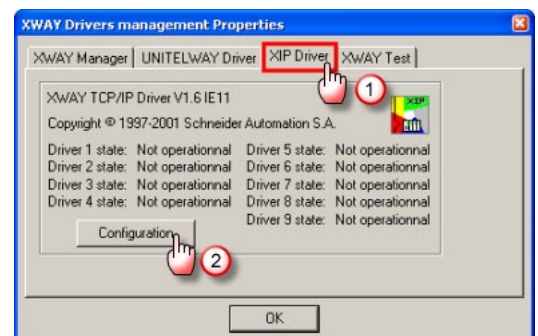 XWAY Drivers management Properties
XWAY Manager UNITELWAY Driver XIP Driver XWAY Test
1
XWAY TCP/IP Driver V1.6 IE11
XIP
Copyright © 1997-2001 Schneider Automation S.A.
Driver 1 state: Not operationnal Driver 5 state: Not operationnal
Driver 2 state: Not operationnal Driver 6 state: Not operationnal
Driver 3 state: Not operationnal Driver 7 state: Not operationnal
Driver 4 state: Not operationnal Driver 8 state: Not operationnal
Driver 9 state: Not operationnal
Configuration
2
OK